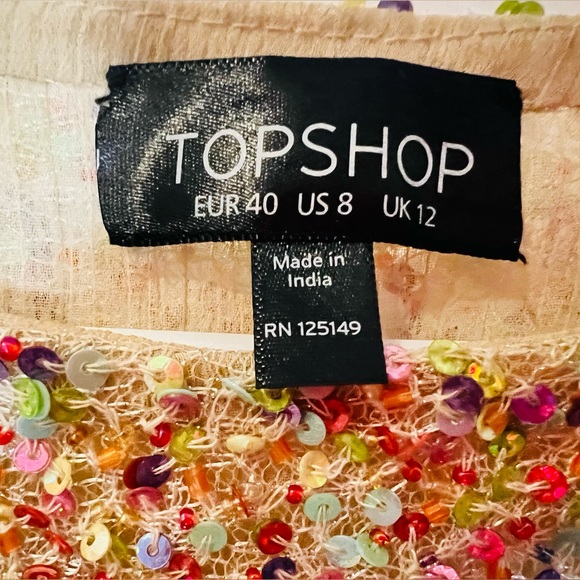 TOPSHOP
EUR 40 US 8 UK 12
Made in
India
RN 125149